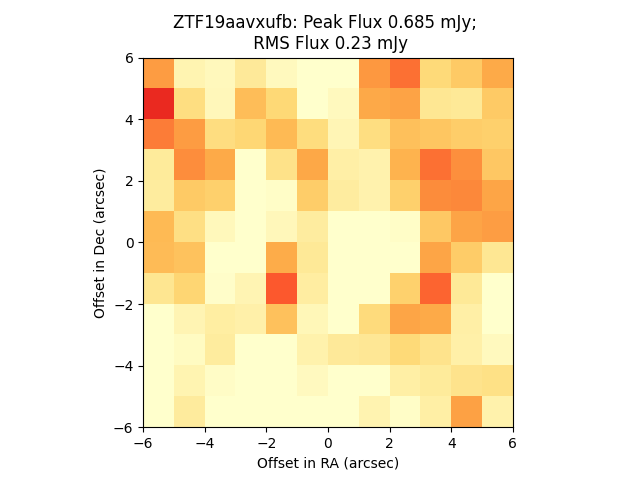 ZTF19aavxufb: Peak Flux 0.685 mJy;
RMS Flux 0.23 mJy
6
4
2
0
−2
−4
−6
Offset in Dec (arcsec)
−6 −4 −2 0 2 4 6
Offset in RA (arcsec)